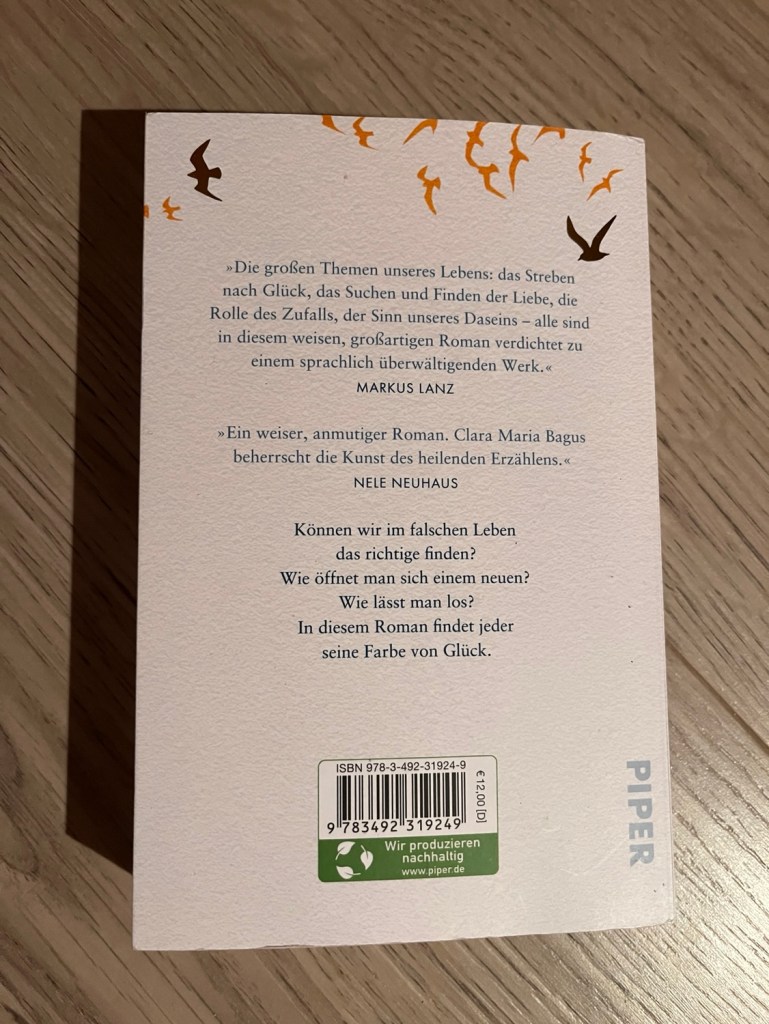 »Die großen Themen unseres Lebens: das Streben
nach Glück, das Suchen und Finden der Liebe, die
Rolle des Zufalls, der Sinn unseres Daseins – alle sind
in diesem weisen, großartigen Roman verdichtet zu
einem sprachlich überwältigenden Werk.«
MARKUS LANZ
»Ein weiser, anmutiger Roman. Clara Maria Bagus
beherrscht die Kunst des heilenden Erzählens.«
NELE NEUHAUS
Können wir im falschen Leben
das richtige finden?
Wie öffnet man sich einem neuen?
Wie lässt man los?
In diesem Roman findet jeder
seine Farbe von Glück.
ISBN 978-3-492-31924-9
€ 12,00 [D]
9 783492 319249
Wir produzieren
nachhaltig
www.piper.de
PIPER